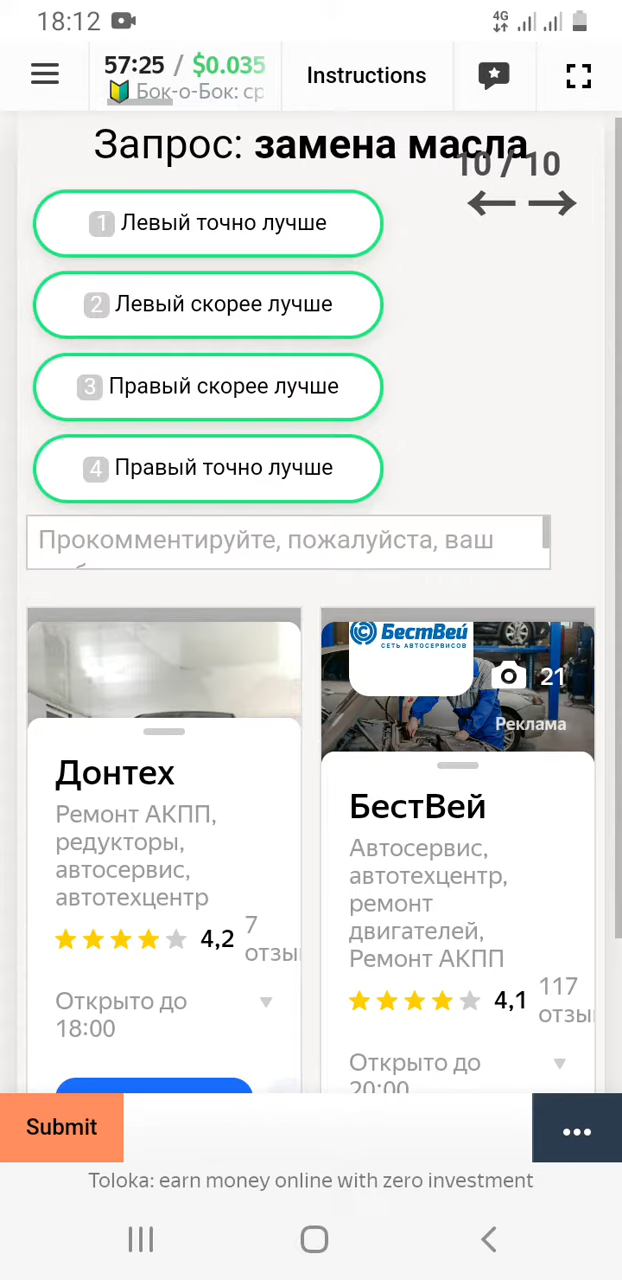 18:12 4G
57:25 / $0.035 Instructions
Бок-о-Бок: ср
Запрос: замена масла
10 / 10
1 Левый точно лучше
2 Левый скорее лучше
3 Правый скорее лучше
4 Правый точно лучше
Прокомментируйте, пожалуйста, ваш
Донтех
Ремонт АКПП,
редукторы,
автосервис,
автотехцентр
4,2 7
отзы
Открыто до
18:00
БестВей
СЕТЬ АВТОСЕРВИСОВ
21
Реклама
БестВей
Автосервис,
автотехцентр,
ремонт
двигателей,
Ремонт АКПП
4,1 117
отзы
Открыто до
20:00
Submit
Toloka: earn money online with zero investment